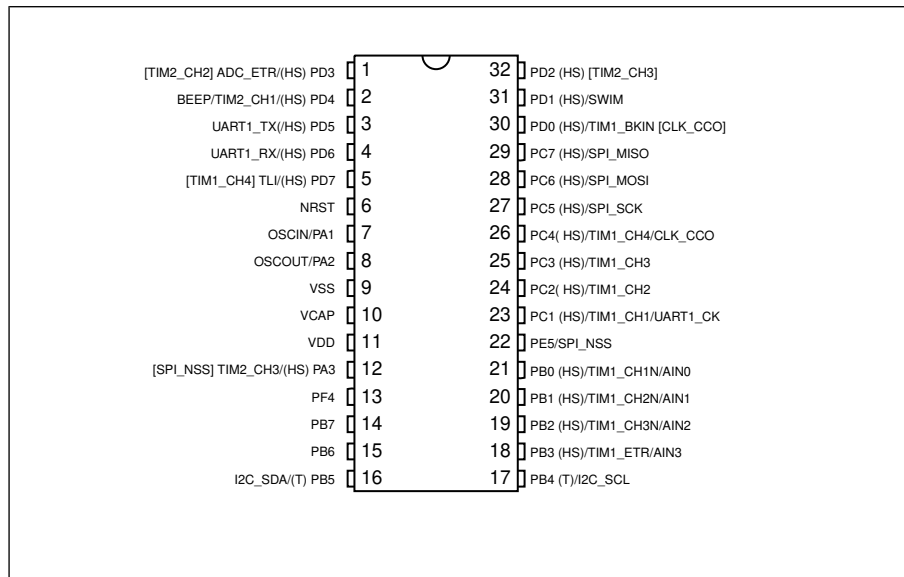 [TIM2_CH2] ADC_ETR/(HS) PD3 1 32 PD2 (HS) [TIM2_CH3]
BEEP/TIM2_CH1/(HS) PD4 2 31 PD1 (HS)/SWIM
UART1_TX/(HS) PD5 3 30 PD0 (HS)/TIM1_BKIN [CLK_CCO]
UART1_RX/(HS) PD6 4 29 PC7 (HS)/SPI_MISO
[TIM1_CH4] TLI/(HS) PD7 5 28 PC6 (HS)/SPI_MOSI
NRST 6 27 PC5 (HS)/SPI_SCK
OSCIN/PA1 7 26 PC4( HS)/TIM1_CH4/CLK_CCO
OSCOUT/PA2 8 25 PC3 (HS)/TIM1_CH3
VSS 9 24 PC2( HS)/TIM1_CH2
VCAP 10 23 PC1 (HS)/TIM1_CH1/UART1_CK
VDD 11 22 PE5/SPI_NSS
[SPI_NSS] TIM2_CH3/(HS) PA3 12 21 PB0 (HS)/TIM1_CH1N/AIN0
PF4 13 20 PB1 (HS)/TIM1_CH2N/AIN1
PB7 14 19 PB2 (HS)/TIM1_CH3N/AIN2
PB6 15 18 PB3 (HS)/TIM1_ETR/AIN3
I2C_SDA/(T) PB5 16 17 PB4 (T)/I2C_SCL